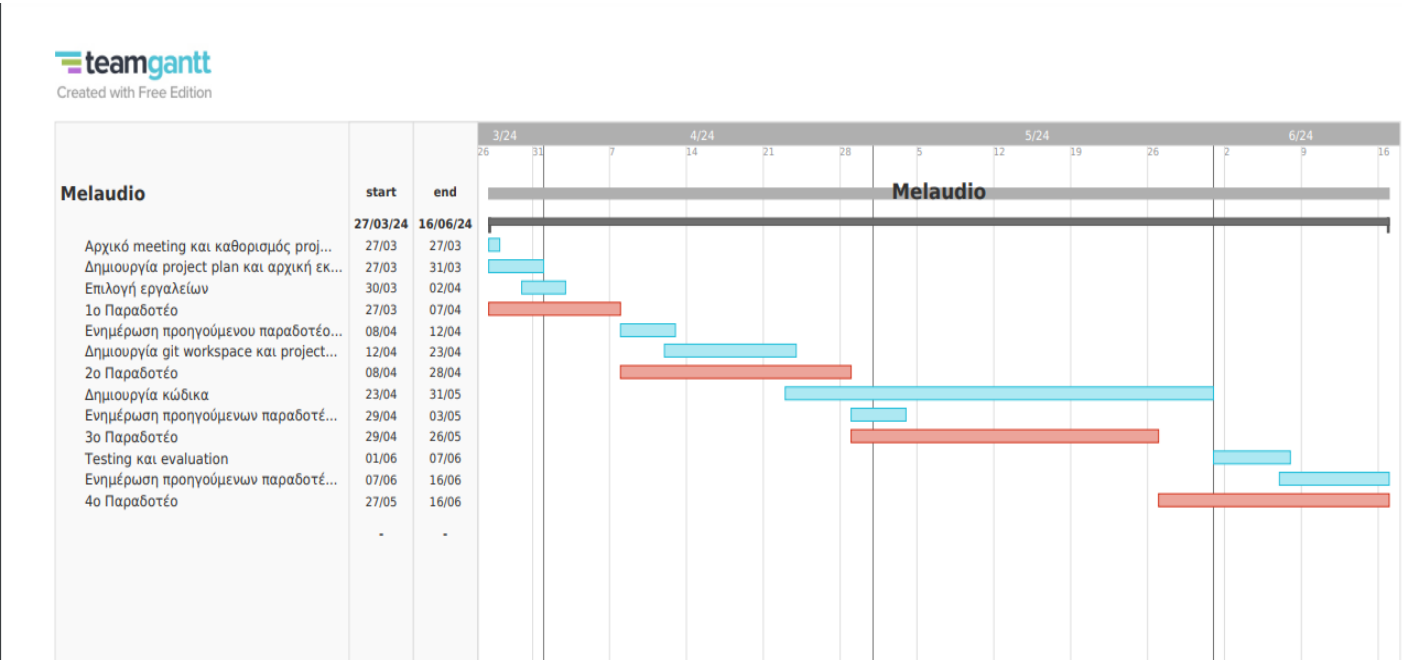 teamgantt
Created with Free Edition
3/24 4/24 5/24 6/24
26 31 7 14 21 28 5 12 19 26 2 9 16
Melaudio start end Melaudio
27/03/24 16/06/24
Αρχικό meeting και καθορισμός proj... 27/03 27/03
Δημιουργία project plan και αρχική εκ... 27/03 31/03
Επιλογή εργαλείων 30/03 02/04
1ο Παραδοτέο 27/03 07/04
Ενημέρωση προηγούμενου παραδοτέο... 08/04 12/04
Δημιουργία git workspace και project... 12/04 23/04
2ο Παραδοτέο 08/04 28/04
Δημιουργία κώδικα 23/04 31/05
Ενημέρωση προηγούμενων παραδοτέ... 29/04 03/05
3ο Παραδοτέο 29/04 26/05
Testing και evaluation 01/06 07/06
Ενημέρωση προηγούμενων παραδοτέ... 07/06 16/06
4ο Παραδοτέο 27/05 16/06
- -